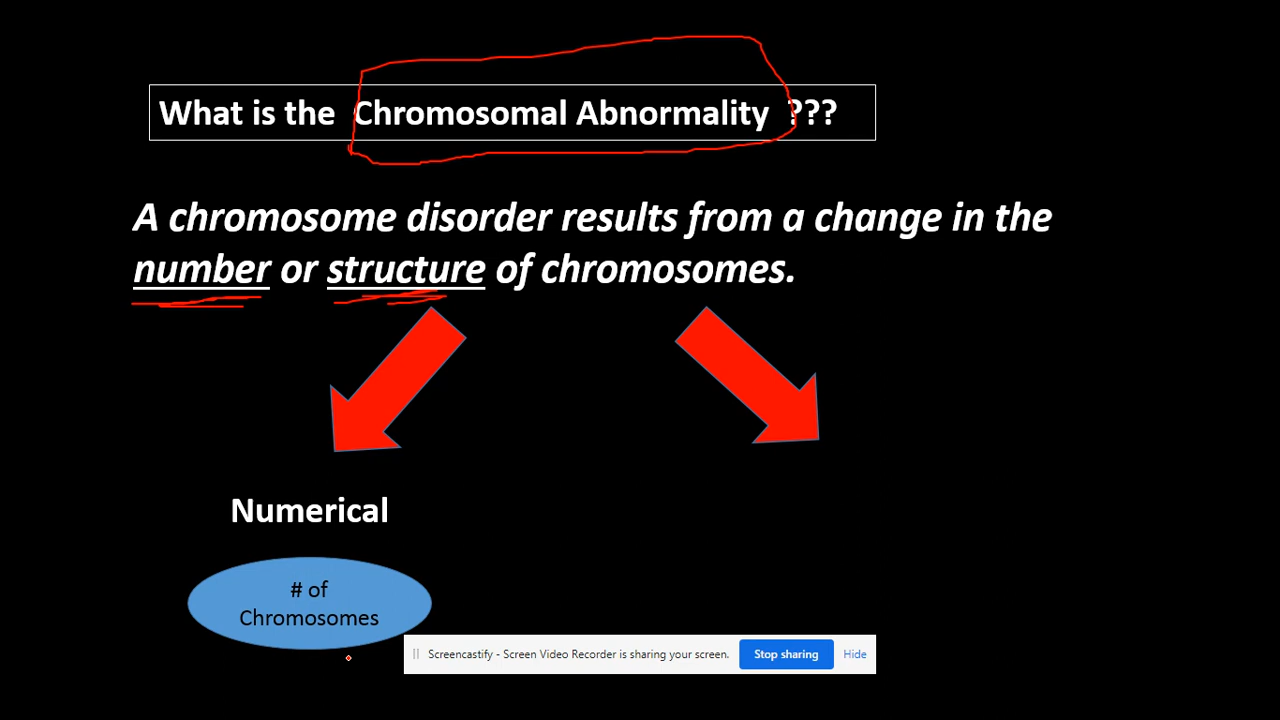 What is the Chromosomal Abnormality ???
A chromosome disorder results from a change in the
number or structure of chromosomes.
Numerical
# of
Chromosomes
Screencastify - Screen Video Recorder is sharing your screen. Stop sharing Hide